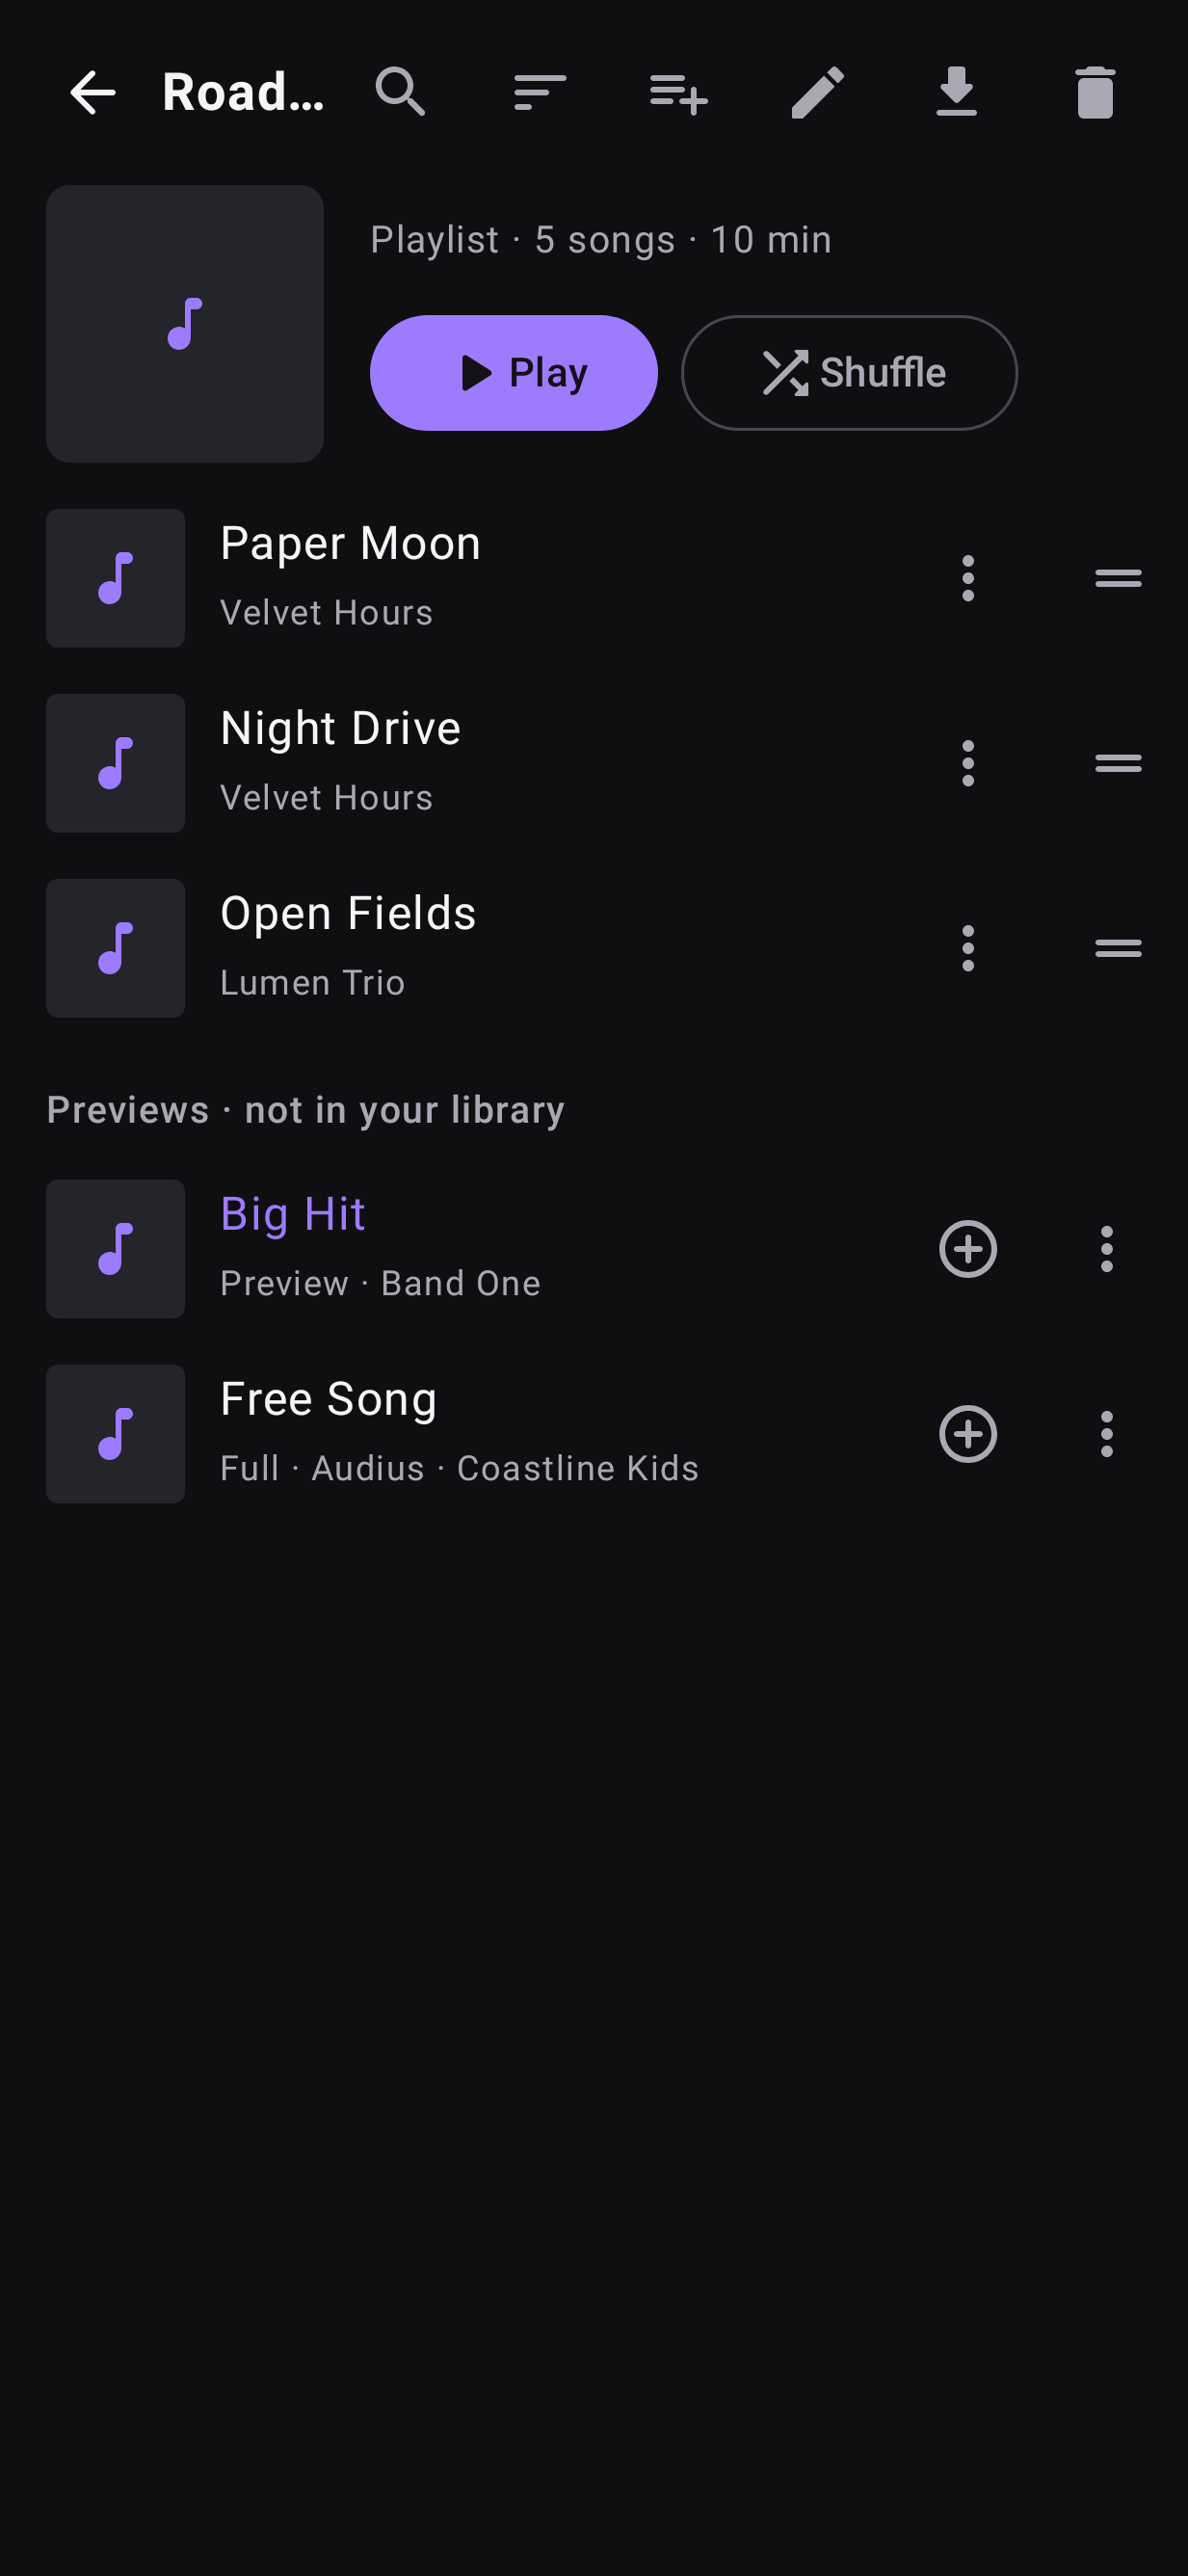 Road…
Playlist · 5 songs · 10 min
Play
Shuffle
Paper Moon
Velvet Hours
Night Drive
Velvet Hours
Open Fields
Lumen Trio
Previews · not in your library
Big Hit
Preview · Band One
Free Song
Full · Audius · Coastline Kids